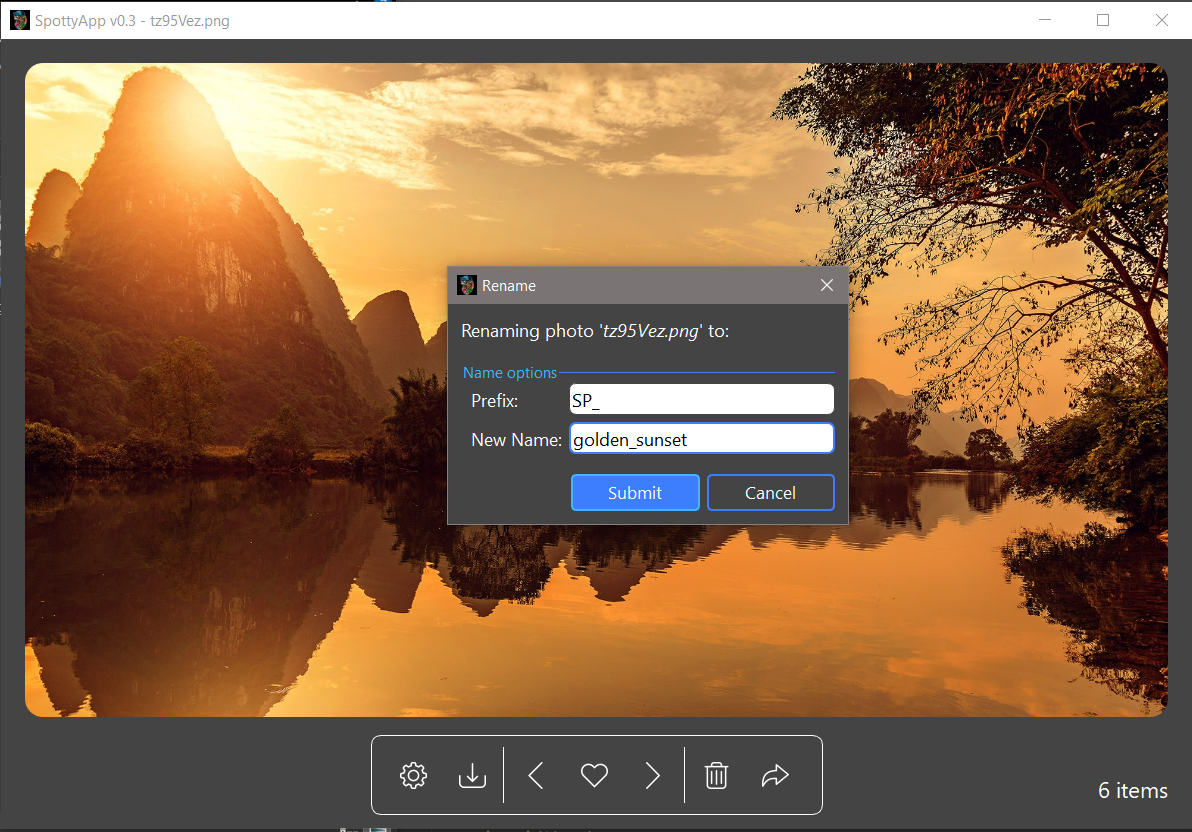 SpottyApp v0.3 - tz95Vez.png
Rename
Renaming photo 'tz95Vez.png' to:
Name options
Prefix: SP_
New Name: golden_sunset
Submit Cancel
6 items